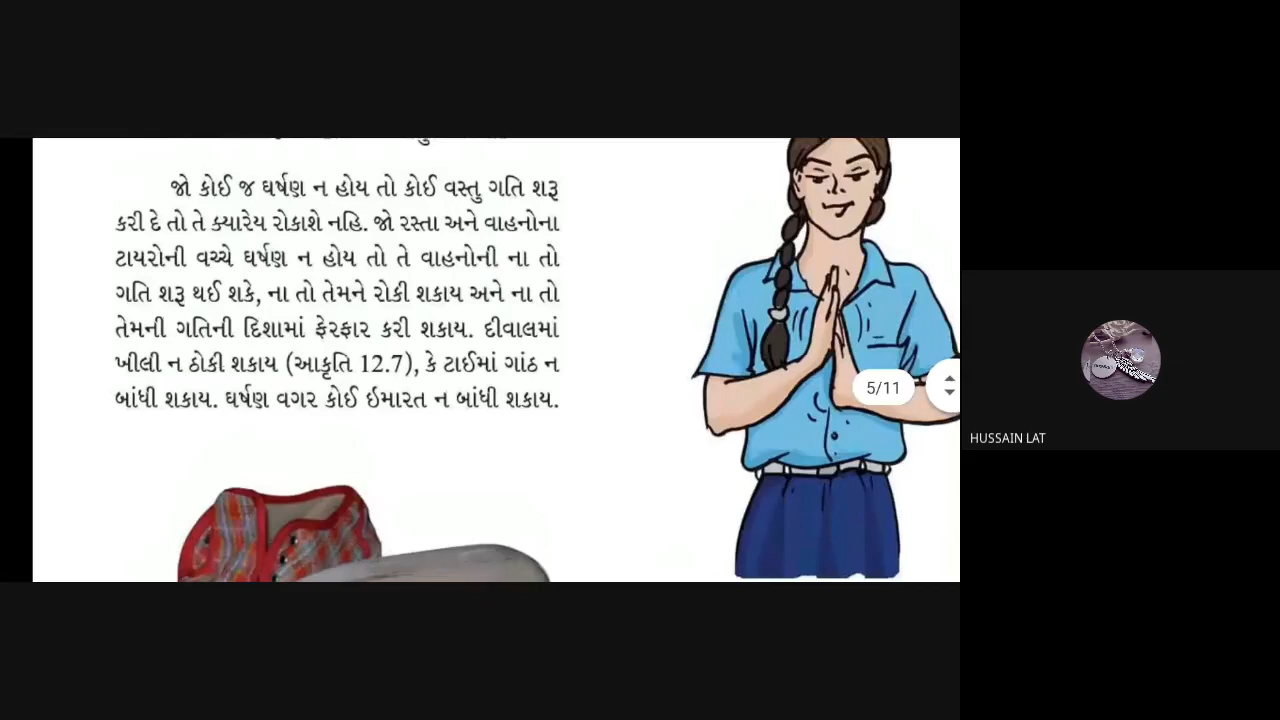 જો કોઈ જ ઘર્ષણ ન હોય તો કોઈ વસ્તુ ગતિ શરૂ
કરી દે તો તે ક્યારેય રોકાશે નહિ. જો રસ્તા અને વાહનોના
ટાયરોની વચ્ચે ઘર્ષણ ન હોય તો તે વાહનોની ના તો
ગતિ શરૂ થઈ શકે, ના તો તેમને રોકી શકાય અને ના તો
તેમની ગતિની દિશામાં ફેરફાર કરી શકાય. દીવાલમાં
ખીલી ન ઠોકી શકાય (આકૃતિ 12.7), કે ટાઈમાં ગાંઠ ન
બાંધી શકાય. ઘર્ષણ વગર કોઈ ઇમારત ન બાંધી શકાય.
5/11
HUSSAIN LAT